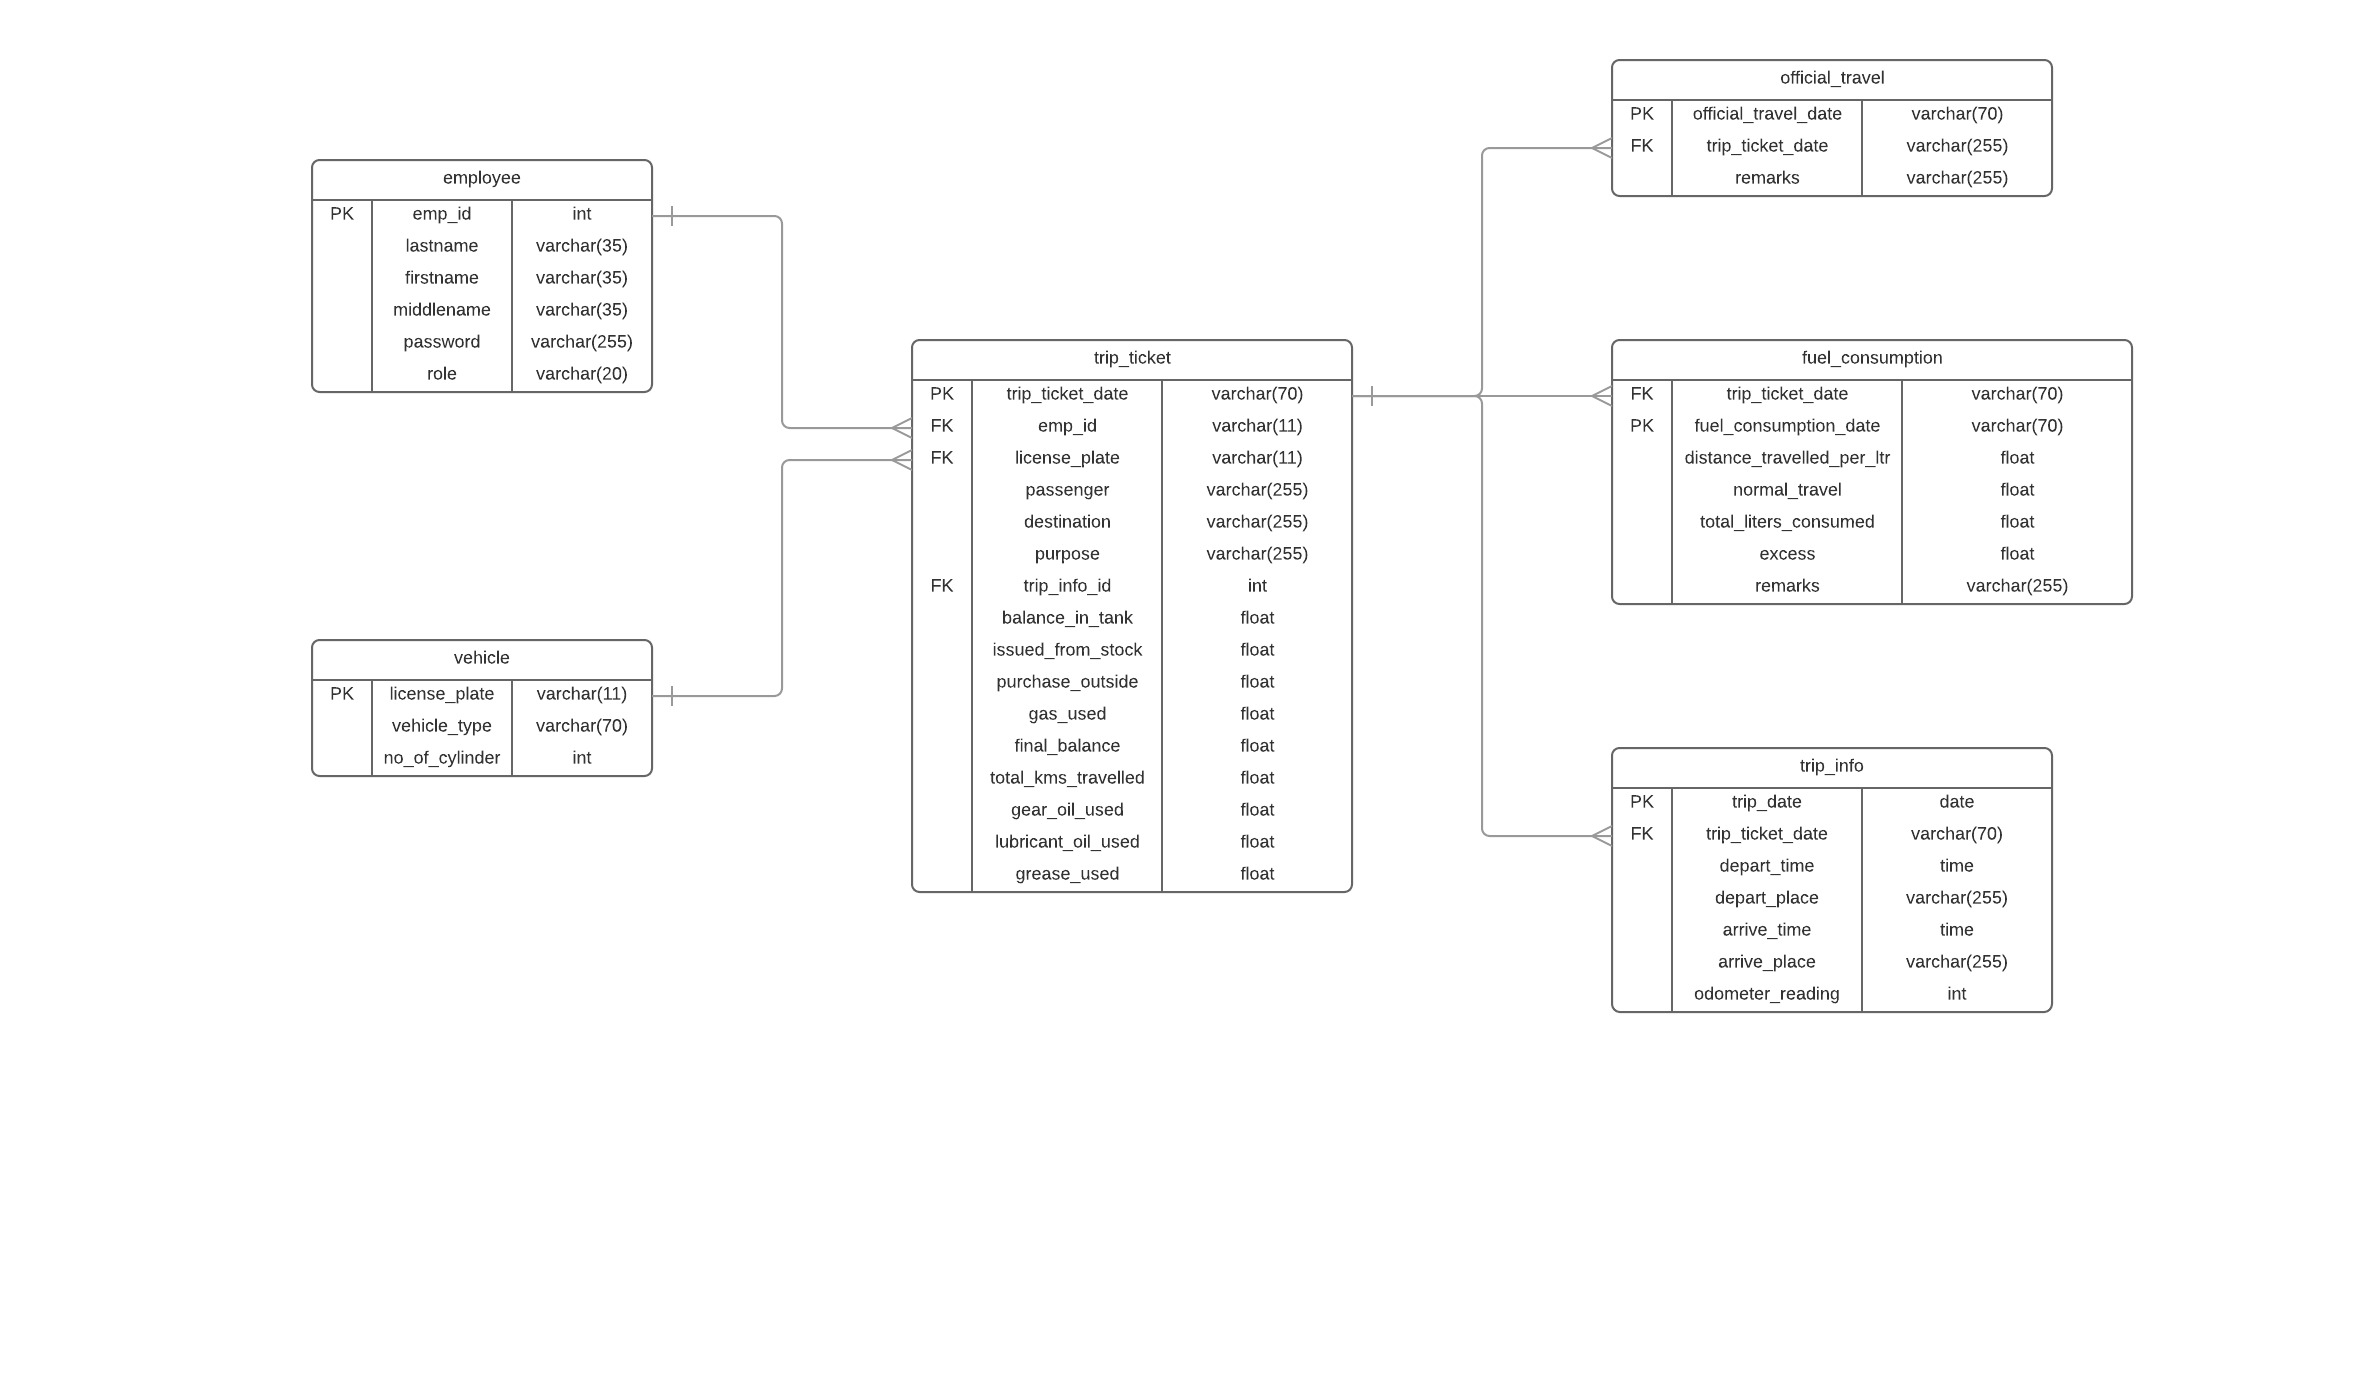 employee
PK emp_id int
lastname varchar(35)
firstname varchar(35)
middlename varchar(35)
password varchar(255)
role varchar(20)
vehicle
PK license_plate varchar(11)
vehicle_type varchar(70)
no_of_cylinder int
trip_ticket
PK trip_ticket_date varchar(70)
FK emp_id varchar(11)
FK license_plate varchar(11)
passenger varchar(255)
destination varchar(255)
purpose varchar(255)
FK trip_info_id int
balance_in_tank float
issued_from_stock float
purchase_outside float
gas_used float
final_balance float
total_kms_travelled float
gear_oil_used float
lubricant_oil_used float
grease_used float
official_travel
PK official_travel_date varchar(70)
FK trip_ticket_date varchar(255)
remarks varchar(255)
fuel_consumption
FK trip_ticket_date varchar(70)
PK fuel_consumption_date varchar(70)
distance_travelled_per_ltr float
normal_travel float
total_liters_consumed float
excess float
remarks varchar(255)
trip_info
PK trip_date date
FK trip_ticket_date varchar(70)
depart_time time
depart_place varchar(255)
arrive_time time
arrive_place varchar(255)
odometer_reading int